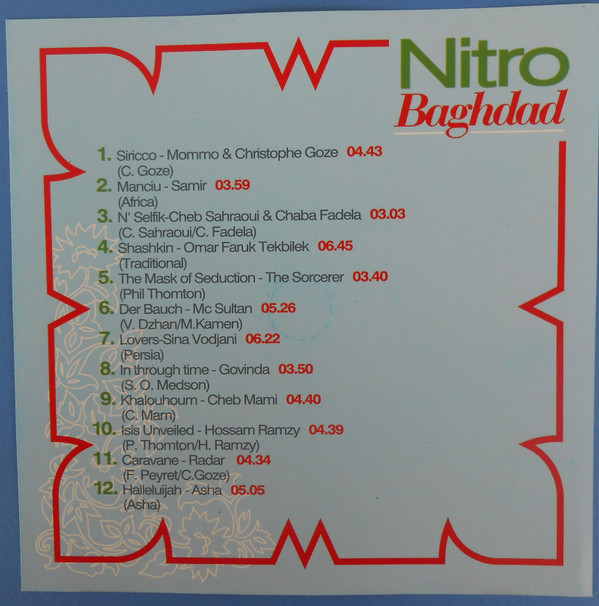 Nitro
Baghdad
1. Siricco - Mommo & Christophe Goze 04.43
(C. Goze)
2. Manciu - Samir 03.59
(Africa)
3. N' Selfik-Cheb Sahraoui & Chaba Fadela 03.03
(C. Sahraoui/C. Fadela)
4. Shashkin - Omar Faruk Tekbilek 06.45
(Traditional)
5. The Mask of Seduction - The Sorcerer 03.40
(Phil Thomton)
6. Der Bauch - Mc Sultan 05.26
(V. Dzhan/M.Kamen)
7. Lovers-Sina Vodjani 06.22
(Persia)
8. In through time - Govinda 03.50
(S. O. Medson)
9. Khalouhoum - Cheb Mami 04.40
(C. Mam)
10. Isis Unveiled - Hossam Ramzy 04.39
(P. Thomton/H. Ramzy)
11. Caravane - Radar 04.34
(F. Peyret/C.Goze)
12. Halleluijah - Asha 05.05
(Asha)